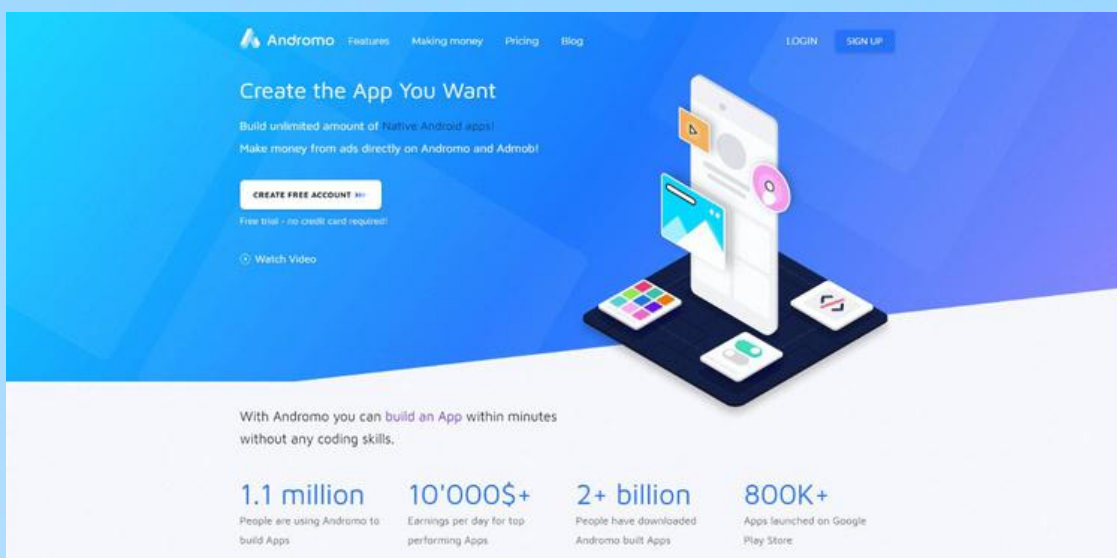 Andromo Features Making money Pricing Blog LOGIN SIGN UP
Create the App You Want
Build unlimited amount of Native Android apps!
Make money from ads directly on Andromo and Admob!
CREATE FREE ACCOUNT
Free trial - no credit card required!
Watch Video
With Andromo you can build an App within minutes
without any coding skills.
1.1 million 10'000$+ 2+ billion 800K+
People are using Andromo to Earnings per day for top People have downloaded Apps launched on Google
build Apps performing Apps Andromo built Apps Play Store